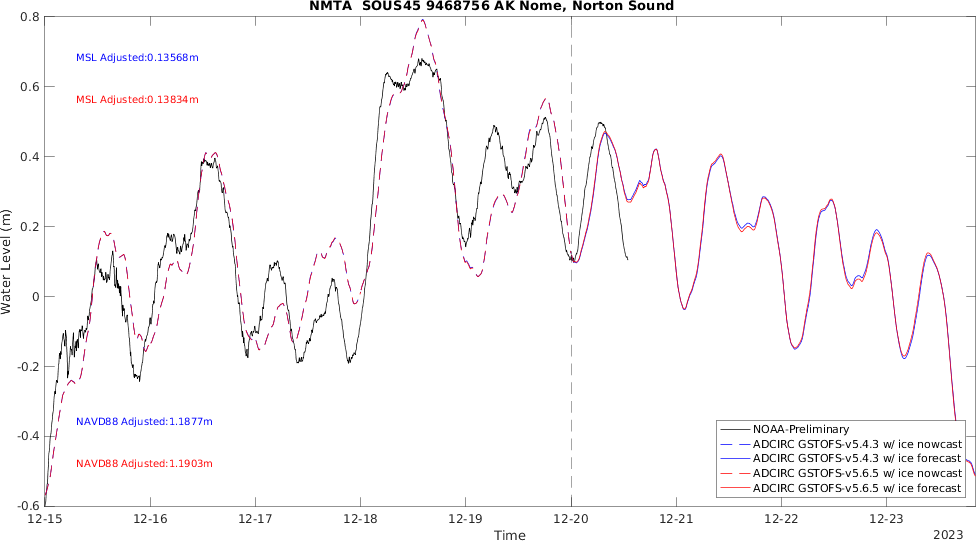 NMTA SOUS45 9468756 AK Nome, Norton Sound
0.8
0.6
0.4
0.2
0
-0.2
-0.4
-0.6
Water Level (m)
MSL Adjusted:0.13568m
MSL Adjusted:0.13834m
NAVD88 Adjusted:1.1877m
NAVD88 Adjusted:1.1903m
NOAA-Preliminary
ADCIRC GSTOFS-v5.4.3 w/ ice nowcast
ADCIRC GSTOFS-v5.4.3 w/ ice forecast
ADCIRC GSTOFS-v5.6.5 w/ ice nowcast
ADCIRC GSTOFS-v5.6.5 w/ ice forecast
12-15 12-16 12-17 12-18 12-19 12-20 12-21 12-22 12-23
Time
2023